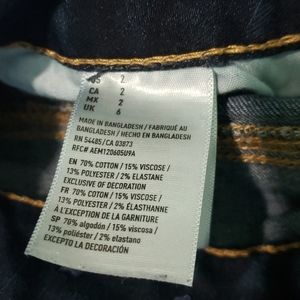 US 2
CA 2
MX 2
UK 6
MADE IN BANGLADESH / FABRIQUÉ AU
BANGLADESH / HECHO EN BANGLADESH
RN 54485/CA 03873
RFC# AEM120605U9A
EN 70% COTTON / 15% VISCOSE /
13% POLYESTER / 2% ELASTANE
EXCLUSIVE OF DECORATION
FR 70% COTON / 15% VISCOSE /
13% POLYESTER / 2% ÉLASTHANNE
À L'EXCEPTION DE LA GARNITURE
SP 70% algodón / 15% viscosa /
13% poliéster / 2% elastano
EXCEPTO LA DECORACIÓN